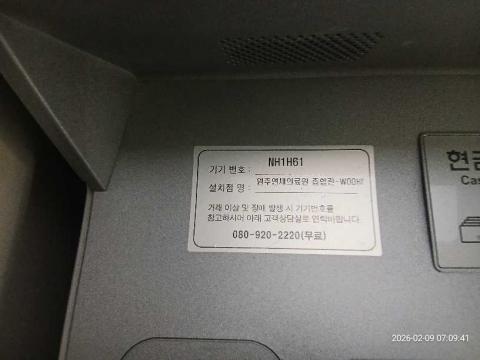 기기 번호 : NH1H61
설치점 명 : 원주연세의료원 종합관-W00H
거래 이상 및 장애 발생 시 기기번호를
참고하시어 아래 고객상담실로 연락바랍니다.
080-920-2220(무료)
현금
Cas
2026-02-09 07:09:41